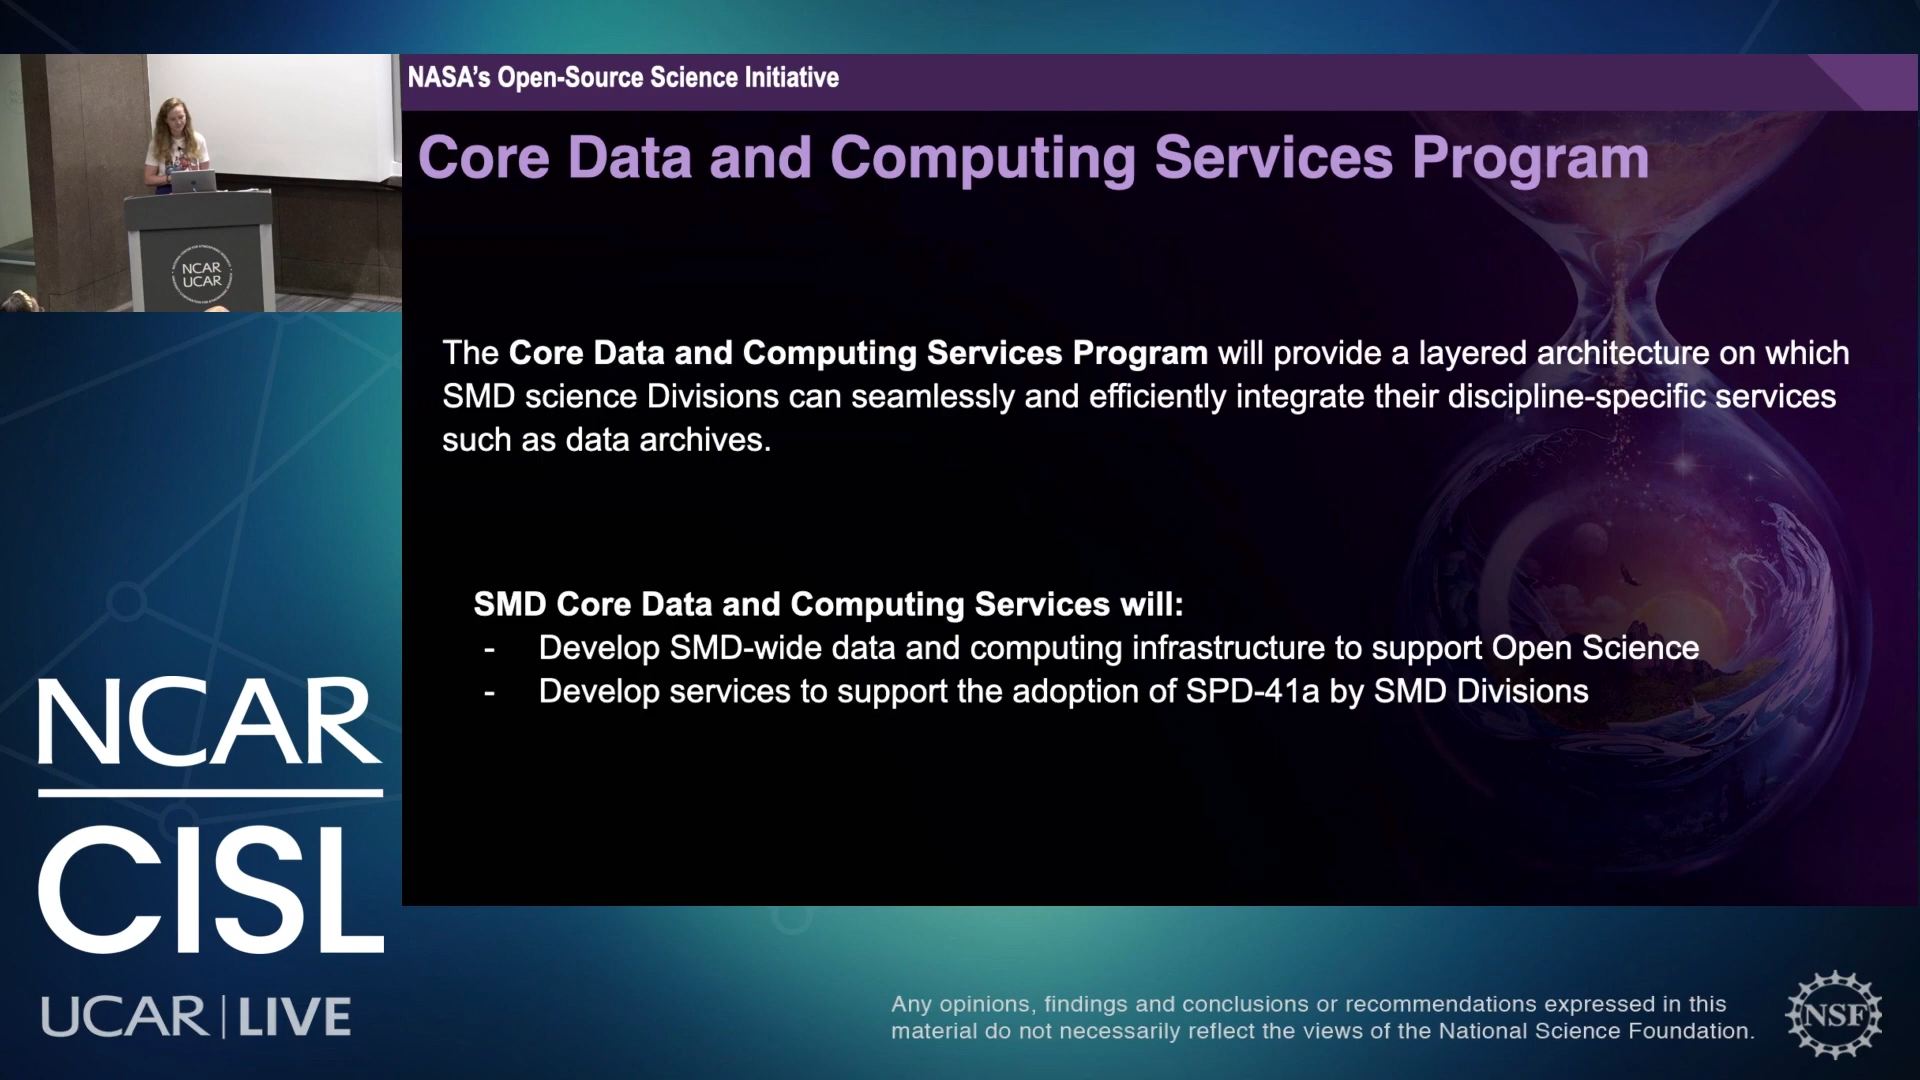 NASA's Open-Source Science Initiative
Core Data and Computing Services Program
The Core Data and Computing Services Program will provide a layered architecture on which
SMD science Divisions can seamlessly and efficiently integrate their discipline-specific services
such as data archives.
SMD Core Data and Computing Services will:
- Develop SMD-wide data and computing infrastructure to support Open Science
- Develop services to support the adoption of SPD-41a by SMD Divisions
NCAR
UCAR
NCAR
CISL
UCAR | LIVE
Any opinions, findings and conclusions or recommendations expressed in this
material do not necessarily reflect the views of the National Science Foundation.
NSF